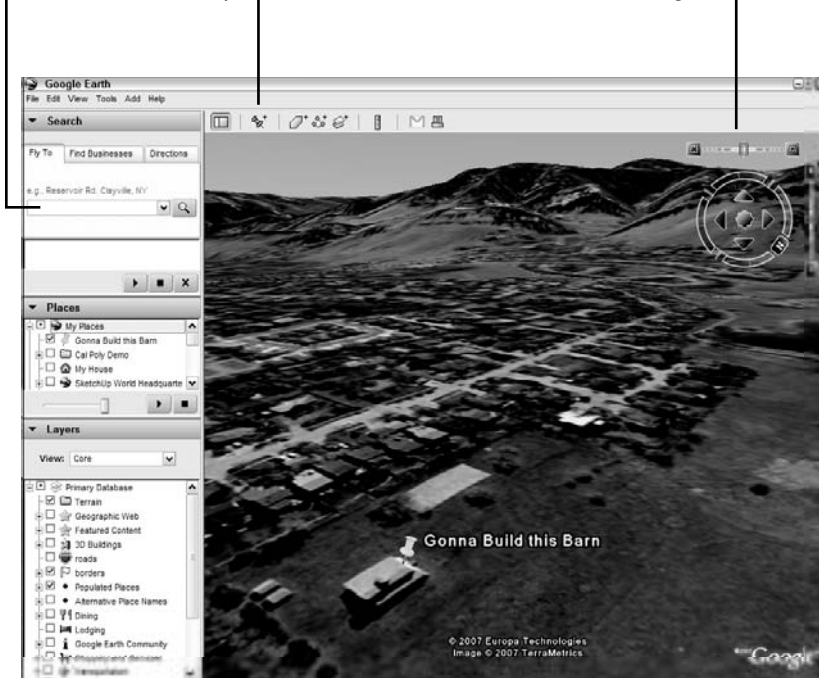 Google Earth
File Edit View Tools Add Help
Search
Fly To Find Businesses Directions
e.g., Reservoir Rd. Clayville, NY
Places
My Places
Gonna Build this Barn
Cal Poly Demo
My House
SketchUp World Headquarte
Layers
View: Core
Primary Database
Terrain
Geographic Web
Featured Content
3D Buildings
roads
borders
Populated Places
Alternative Place Names
Dining
Lodging
Google Earth Community
N
Gonna Build this Barn
© 2007 Europa Technologies
Image © 2007 TerraMetrics
Google